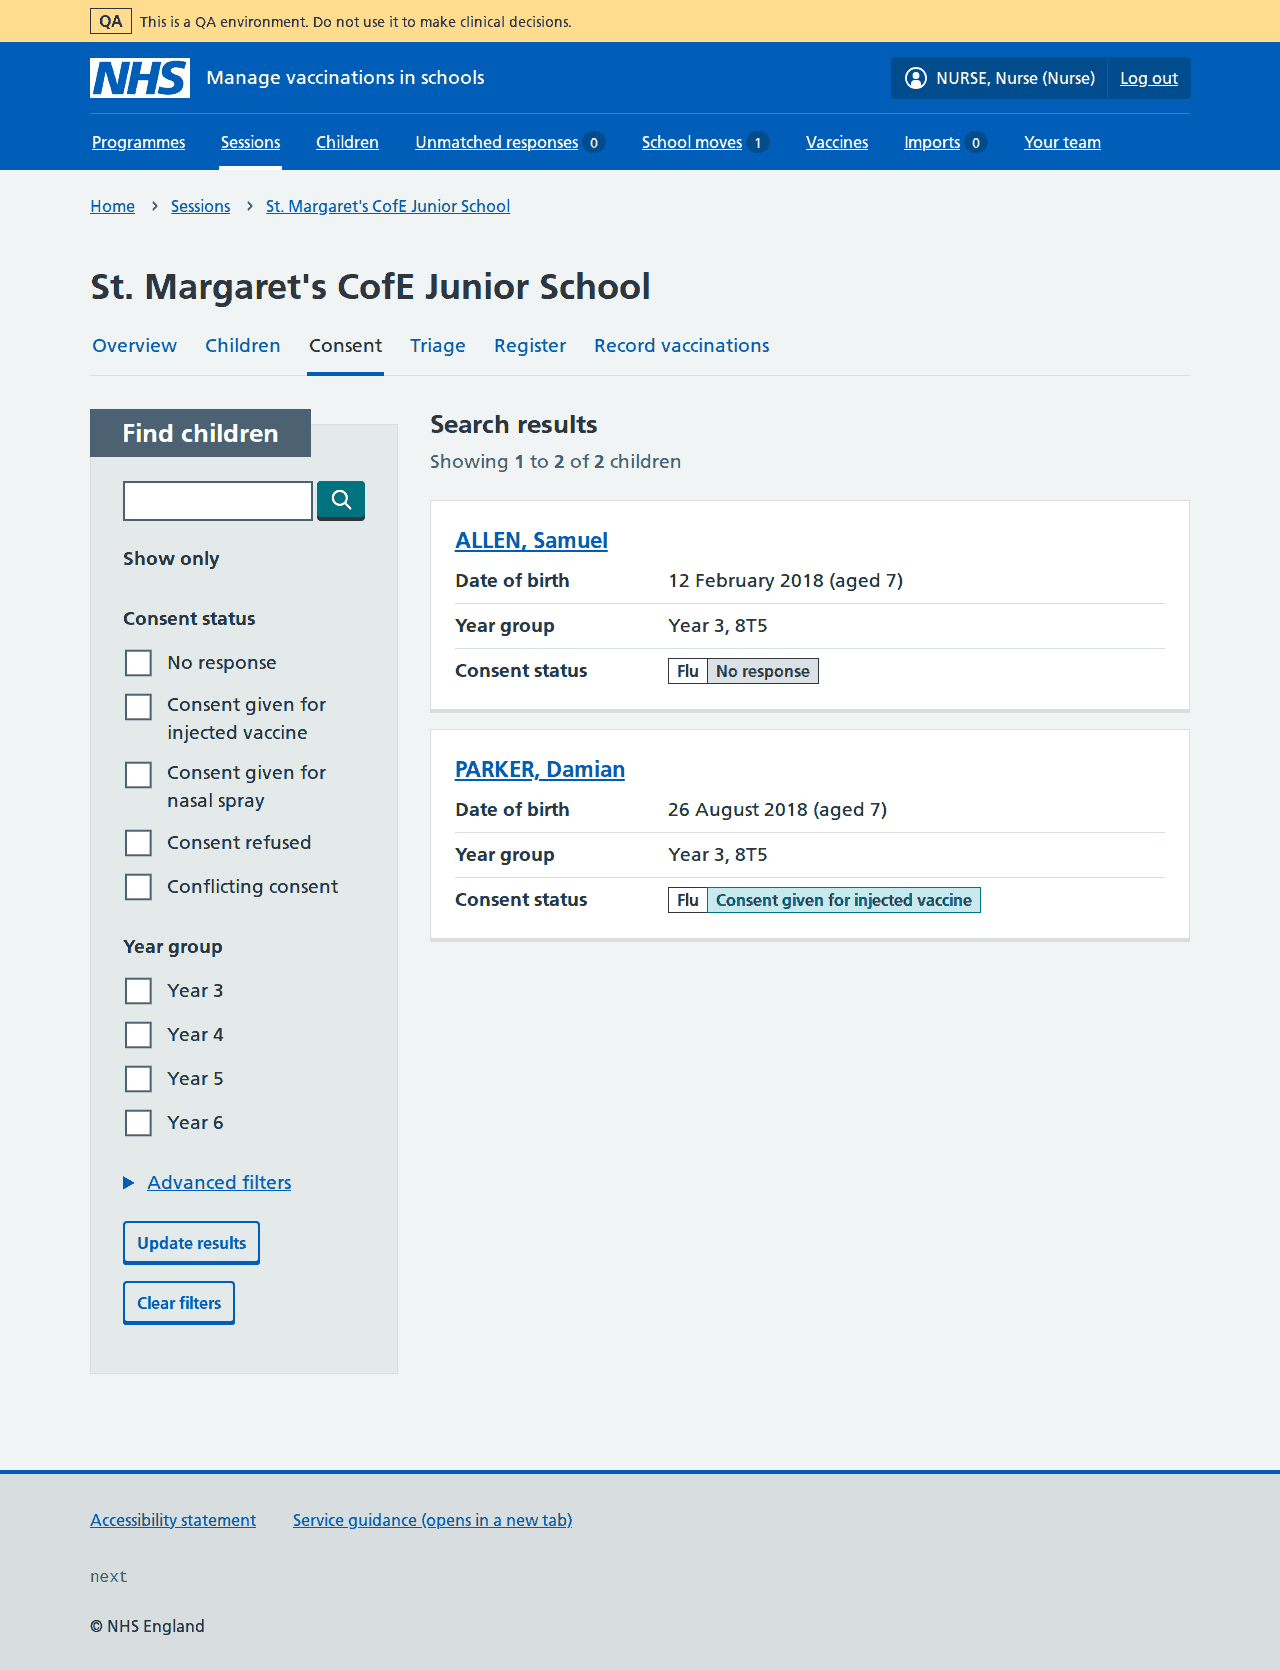 QA This is a QA environment. Do not use it to make clinical decisions.
NHS Manage vaccinations in schools NURSE, Nurse (Nurse) Log out
Programmes Sessions Children Unmatched responses 0 School moves 1 Vaccines Imports 0 Your team
Home › Sessions › St. Margaret's CofE Junior School
St. Margaret's CofE Junior School
Overview Children Consent Triage Register Record vaccinations
Find children
Show only
Consent status
No response
Consent given for
injected vaccine
Consent given for
nasal spray
Consent refused
Conflicting consent
Year group
Year 3
Year 4
Year 5
Year 6
Advanced filters
Update results
Clear filters
Search results
Showing 1 to 2 of 2 children
ALLEN, Samuel
Date of birth 12 February 2018 (aged 7)
Year group Year 3, 8T5
Consent status Flu No response
PARKER, Damian
Date of birth 26 August 2018 (aged 7)
Year group Year 3, 8T5
Consent status Flu Consent given for injected vaccine
Accessibility statement Service guidance (opens in a new tab)
next
© NHS England